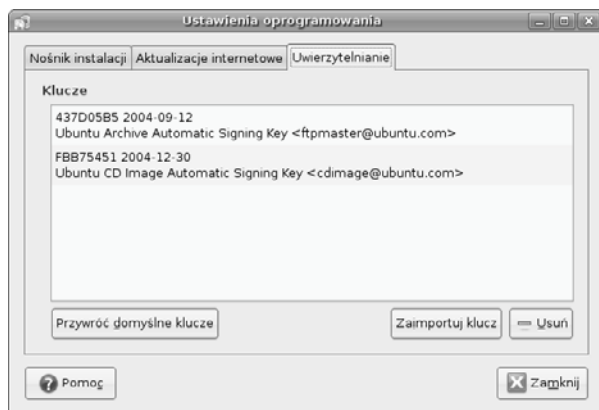 Ustawienia oprogramowania
Nośnik instalacji Aktualizacje internetowe Uwierzytelnianie
Klucze
437D05B5 2004-09-12
Ubuntu Archive Automatic Signing Key <ftpmaster@ubuntu.com>
FBB75451 2004-12-30
Ubuntu CD Image Automatic Signing Key <cdimage@ubuntu.com>
Przywróć domyślne klucze Zaimportuj klucz Usuń
Pomoc Zamknij